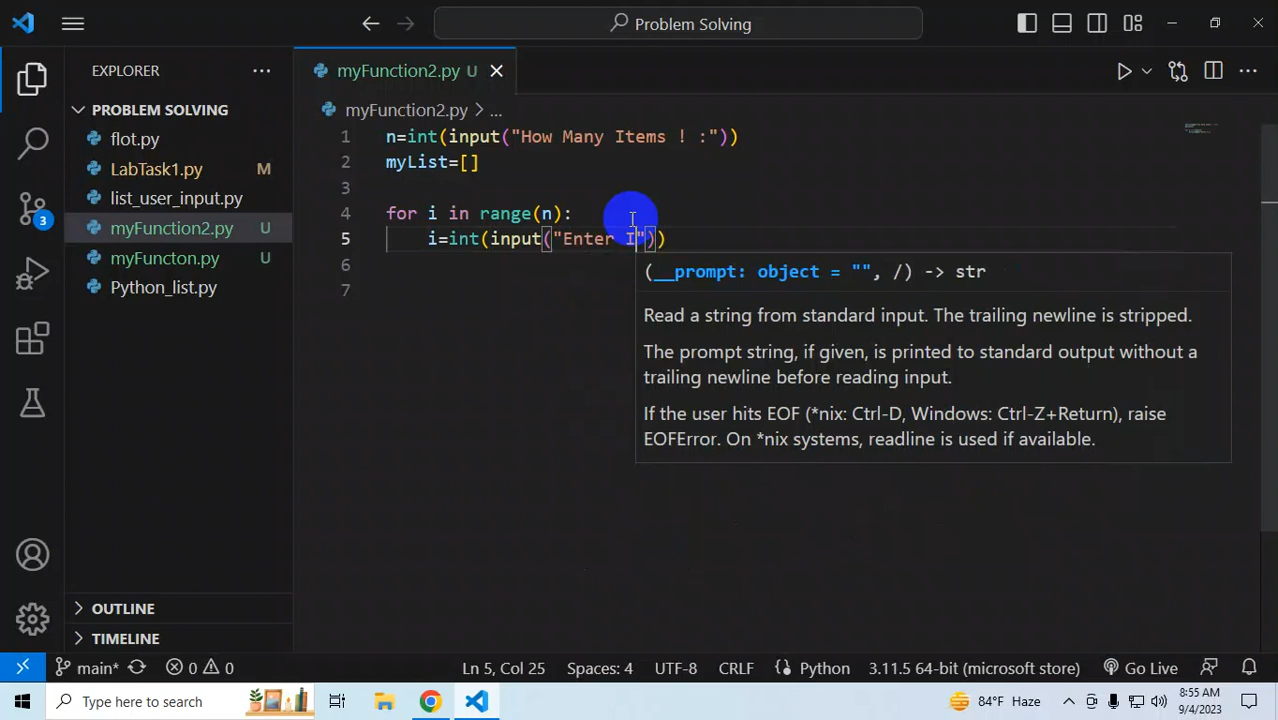 Problem Solving
EXPLORER
myFunction2.py U
PROBLEM SOLVING
flot.py
LabTask1.py M
list_user_input.py
myFunction2.py U
myFuncton.py U
Python_list.py
3
OUTLINE
TIMELINE
myFunction2.py > ...
1 n=int(input("How Many Items ! :"))
2 myList=[]
3
4 for i in range(n):
5 i=int(input("Enter I"))
6
7
(__prompt: object = "", /) -> str
Read a string from standard input. The trailing newline is stripped.
The prompt string, if given, is printed to standard output without a
trailing newline before reading input.
If the user hits EOF (*nix: Ctrl-D, Windows: Ctrl-Z+Return), raise
EOFError. On *nix systems, readline is used if available.
main* 0 0 Ln 5, Col 25 Spaces: 4 UTF-8 CRLF Python 3.11.5 64-bit (microsoft store) Go Live
Type here to search 84°F Haze 8:55 AM
9/4/2023